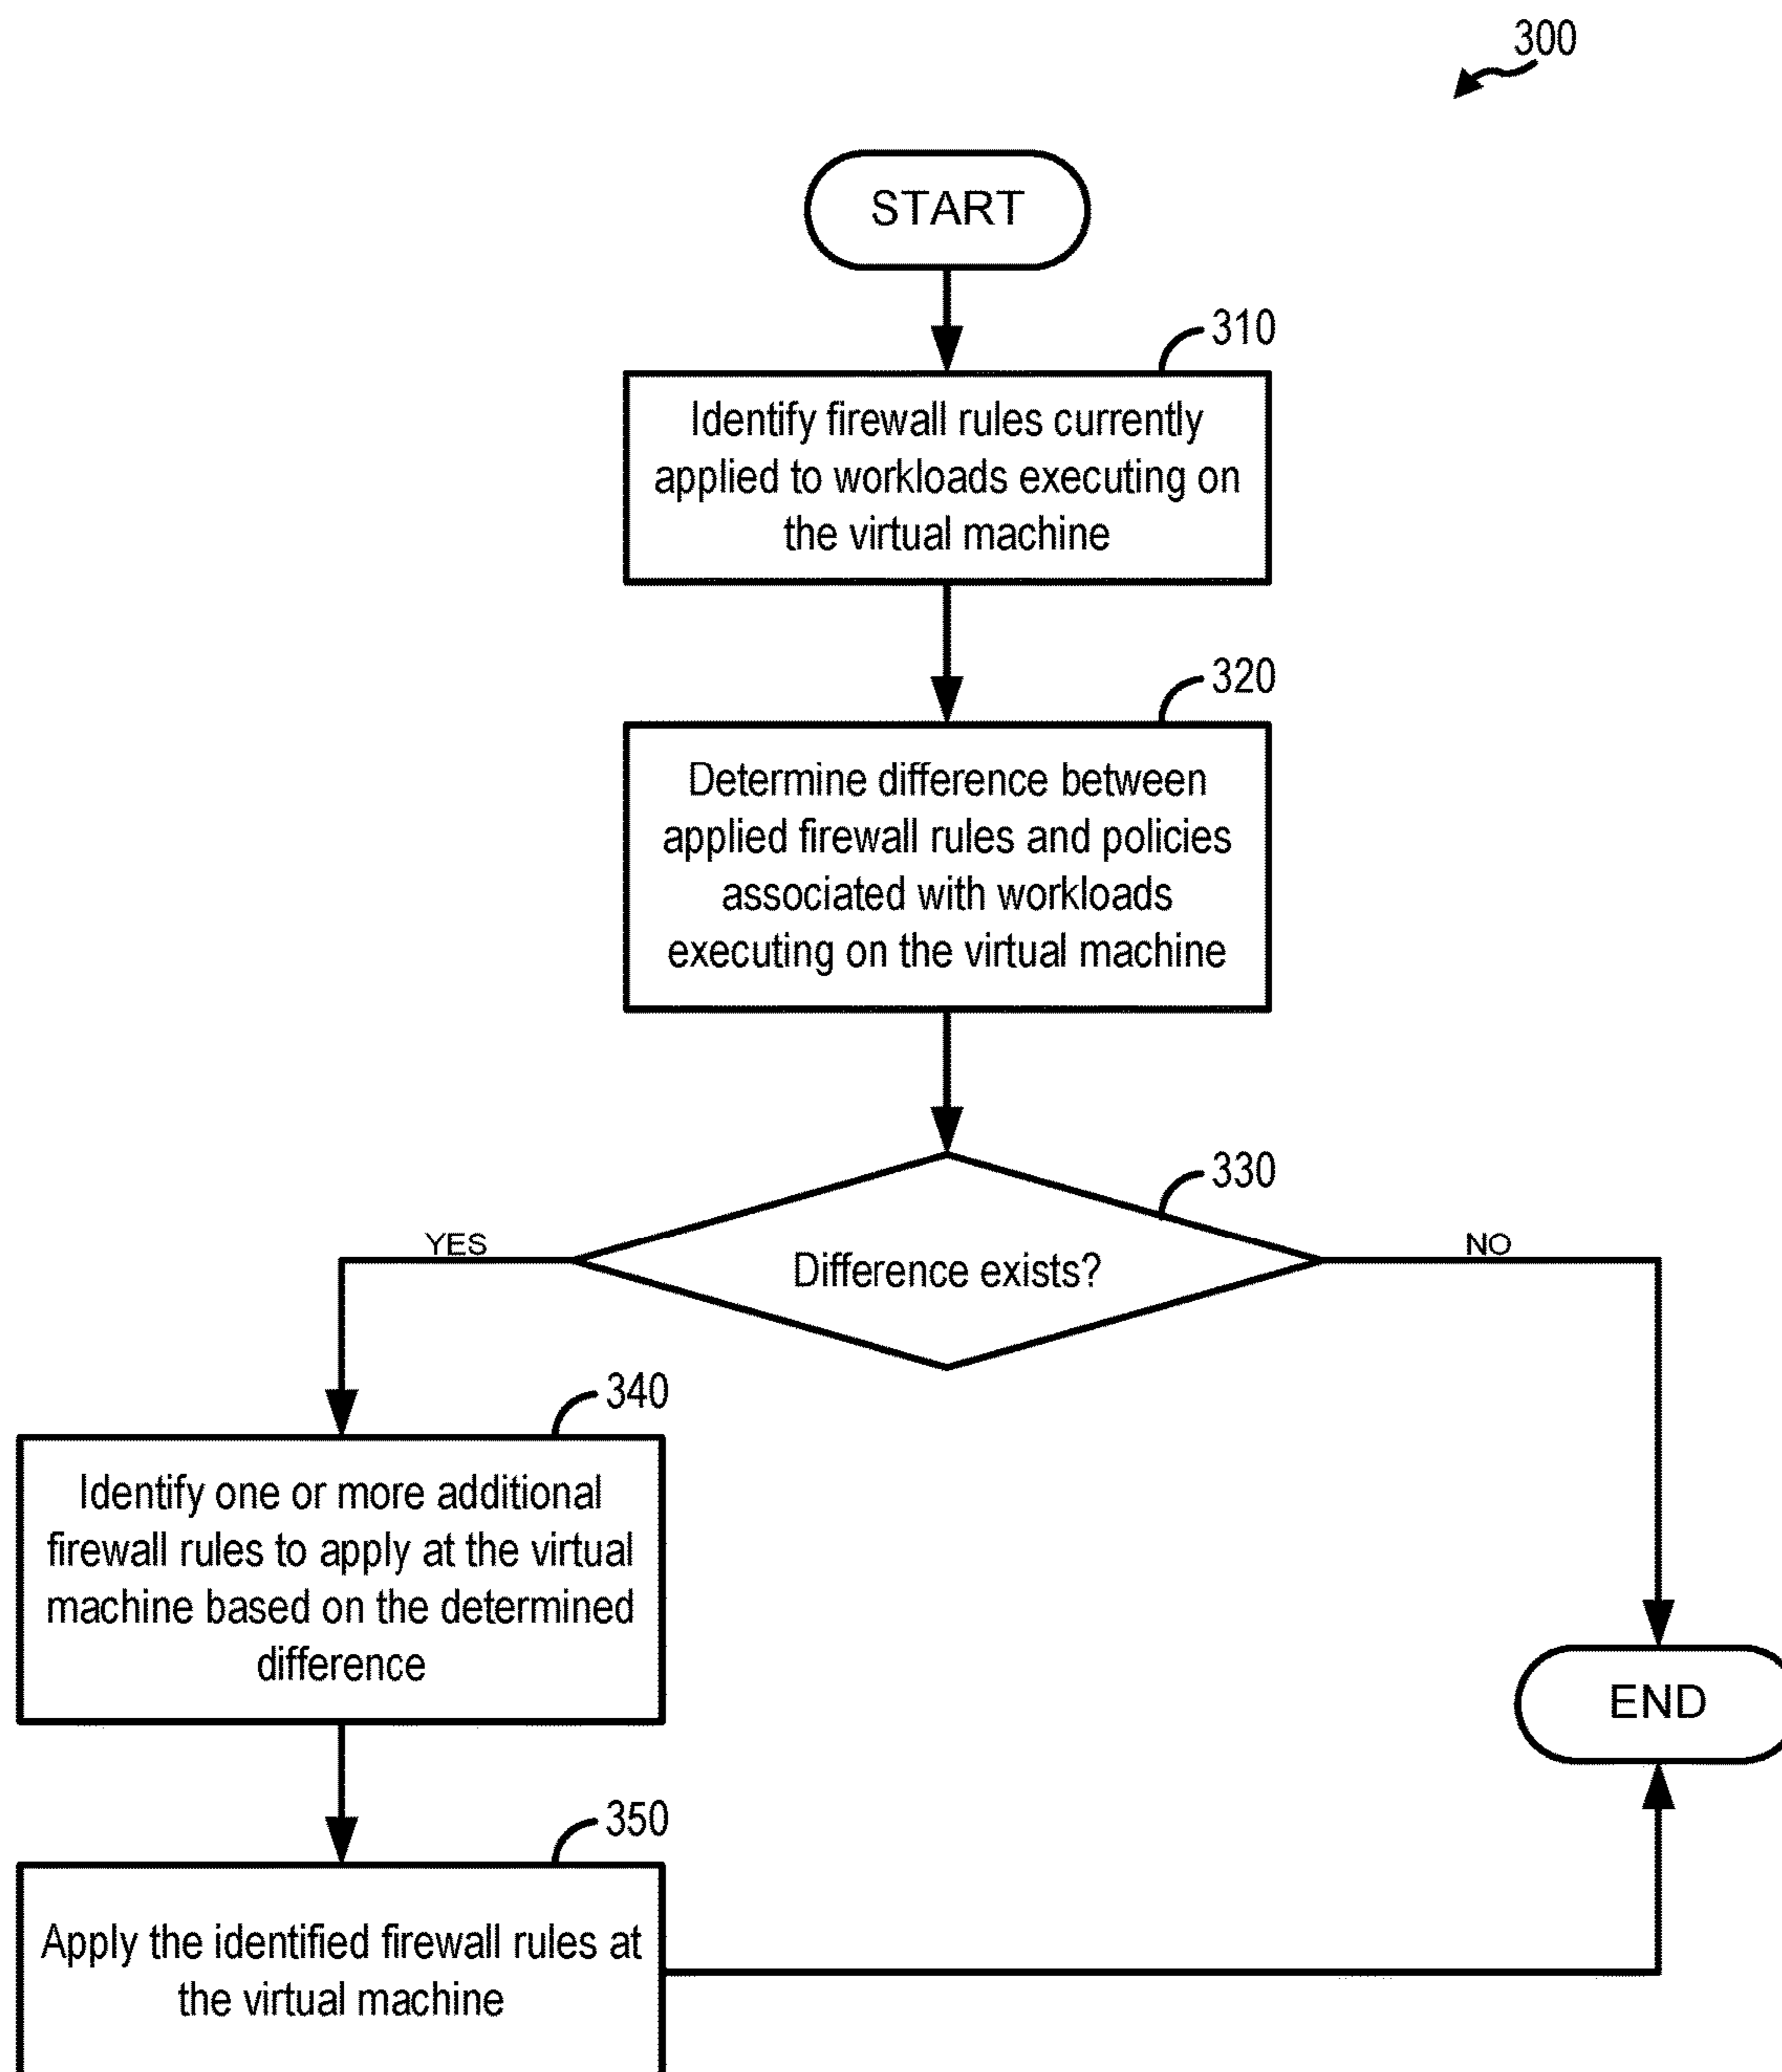 300
START
310
Identify firewall rules currently
applied to workloads executing on
the virtual machine
320
Determine difference between
applied firewall rules and policies
associated with workloads
executing on the virtual machine
330
YES
Difference exists?
NO
340
Identify one or more additional
firewall rules to apply at the virtual
machine based on the determined
difference
END
350
Apply the identified firewall rules at
the virtual machine